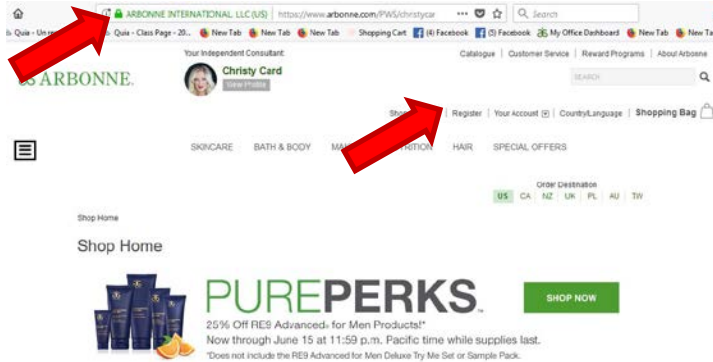 ARBONNE INTERNATIONAL, LLC (US) https://www.arbonne.com/PWS/christycar Search
Quia - Class Page - 20... New Tab New Tab New Tab Shopping Cart (4) Facebook (5) Facebook My Office Dashboard New Tab
Your Independent Consultant: Catalogue | Customer Service | Reward Programs | About Arbonne
Christy Card
View Profile
ARBONNE.
SEARCH
Register | Your Account | Country/Language | Shopping Bag
SKINCARE BATH & BODY HAIR SPECIAL OFFERS
Order Destination
US CA NZ UK PL AU TW
Shop Home
Shop Home
PUREPERKS
SHOP NOW
25% Off RE9 Advanced® for Men Products!*
Now through June 15 at 11:59 p.m. Pacific time while supplies last.
*Does not include the RE9 Advanced for Men Deluxe Try Me Set or Sample Pack.